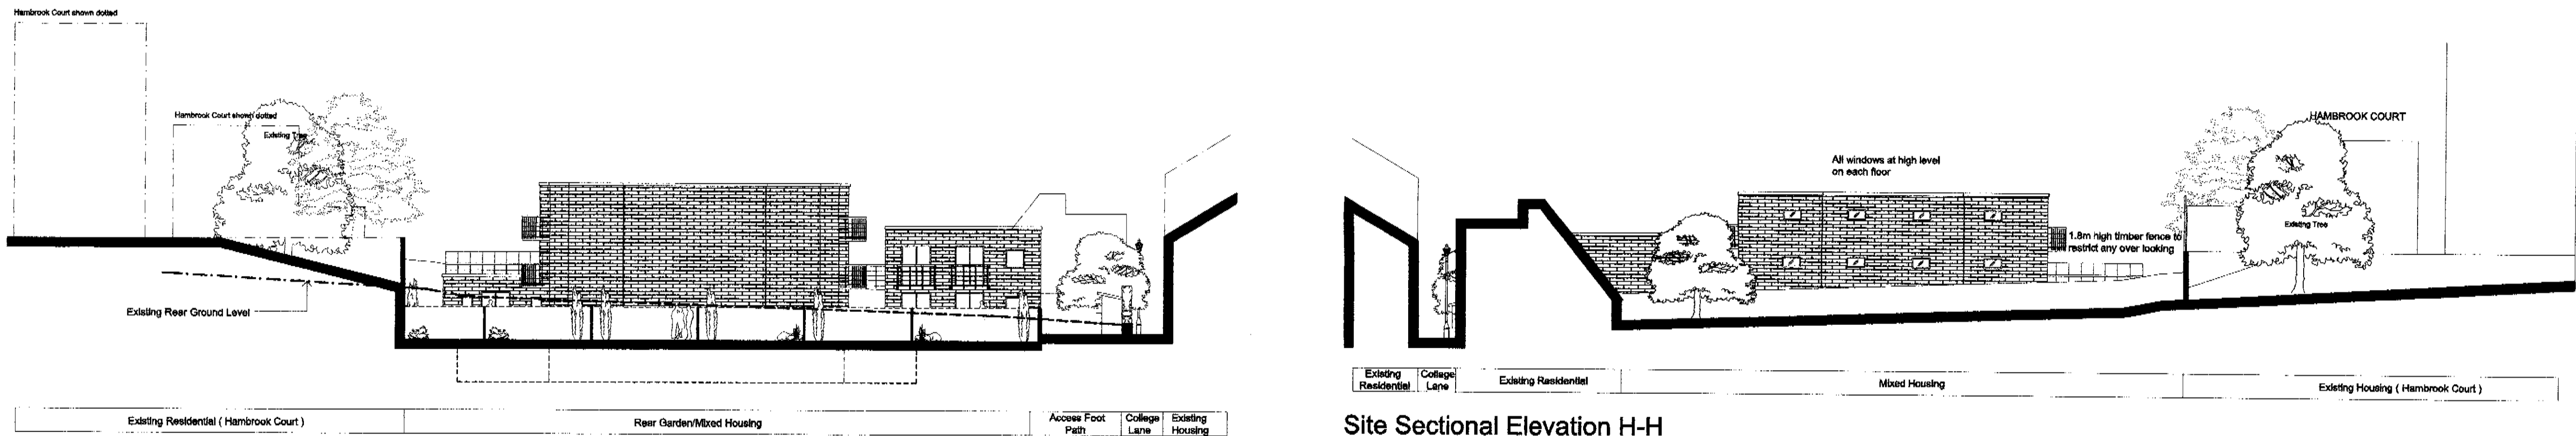 Hambrook Court shown dotted
Hambrook Court shown dotted
Existing Tree
Existing Rear Ground Level
Existing Residential ( Hambrook Court )
Rear Garden/Mixed Housing
Access Foot
Path
College
Lane
Existing
Housing
All windows at high level
on each floor
HAMBROOK COURT
1.8m high timber fence to
restrict any over looking
Existing Tree
Existing
Residential
College
Lane
Existing Residential
Mixed Housing
Existing Housing ( Hambrook Court )
Site Sectional Elevation H-H